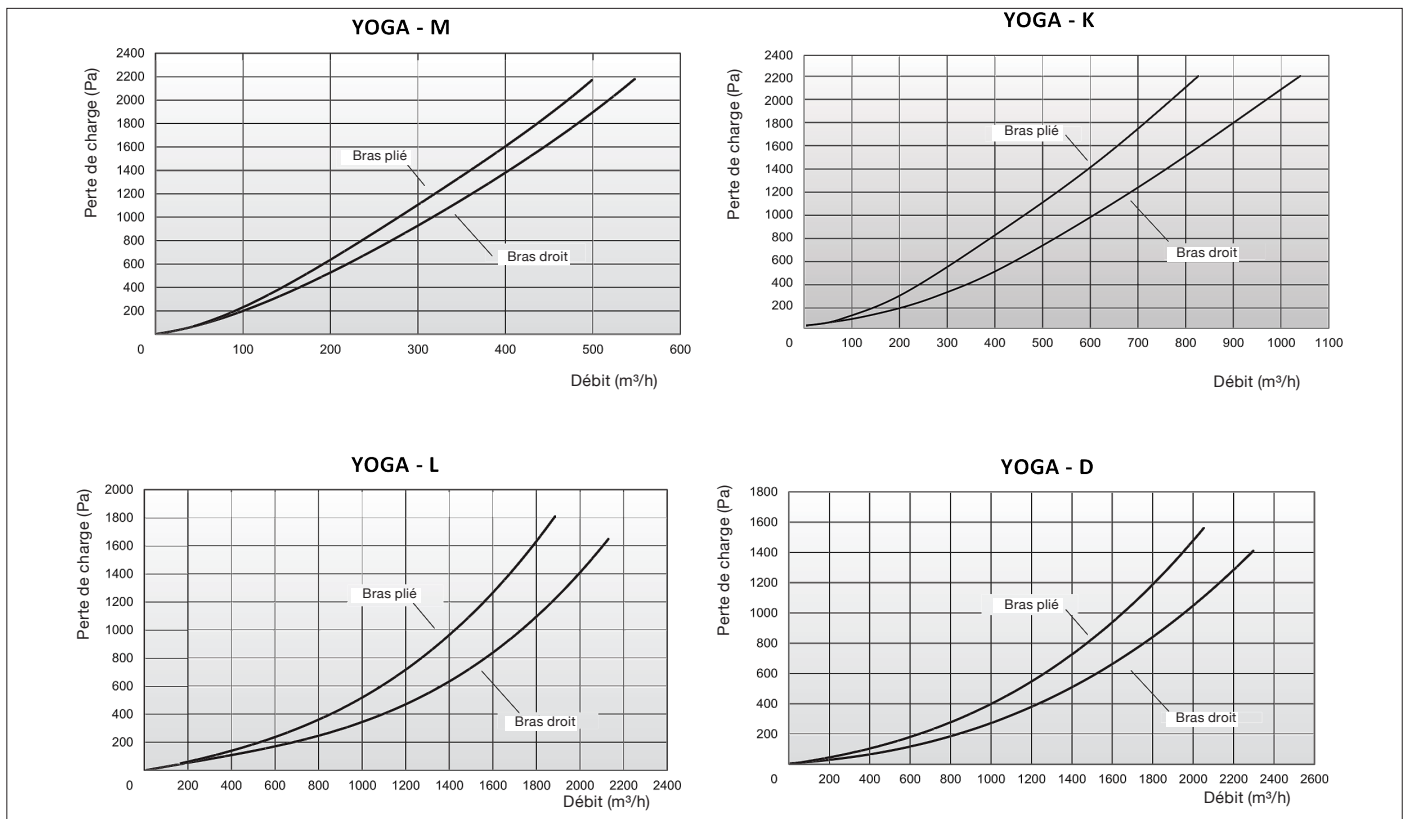 YOGA - M
Perte de charge (Pa)
2400
2200
2000
1800
1600
1400
1200
1000
800
600
400
200
Bras plié
Bras droit
0 100 200 300 400 500 600
Débit (m³/h)
YOGA - K
Perte de charge (Pa)
2400
2200
2000
1800
1600
1400
1200
1000
800
600
400
200
Bras plié
Bras droit
0 100 200 300 400 500 600 700 800 900 1000 1100
Débit (m³/h)
YOGA - L
Perte de charge (Pa)
2000
1800
1600
1400
1200
1000
800
600
400
200
Bras plié
Bras droit
0 200 400 600 800 1000 1200 1400 1600 1800 2000 2200 2400
Débit (m³/h)
YOGA - D
Perte de charge (Pa)
1800
1600
1400
1200
1000
800
600
400
200
Bras plié
Bras droit
0 200 400 600 800 1000 1200 1400 1600 1800 2000 2200 2400 2600
Débit (m³/h)